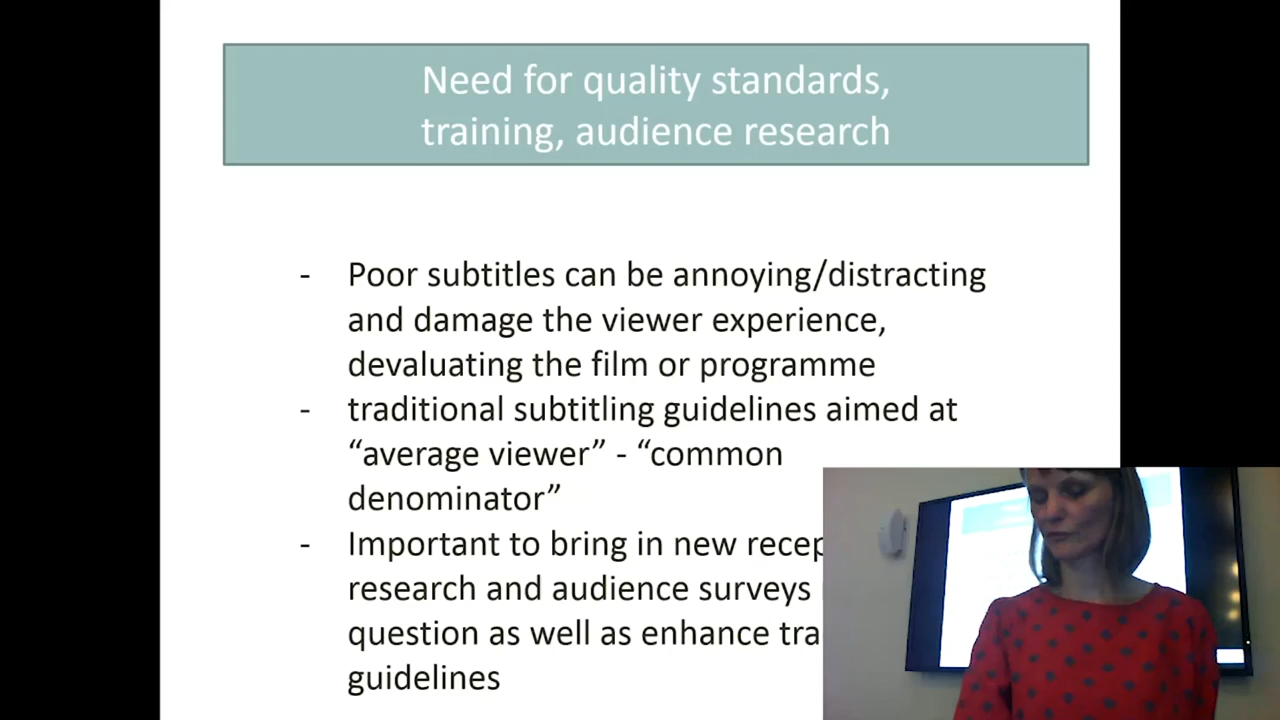 Need for quality standards,
training, audience research
- Poor subtitles can be annoying/distracting
and damage the viewer experience,
devaluating the film or programme
- traditional subtitling guidelines aimed at
“average viewer” - “common
denominator”
- Important to bring in new
research and audience surveys
question as well as enhance
guidelines